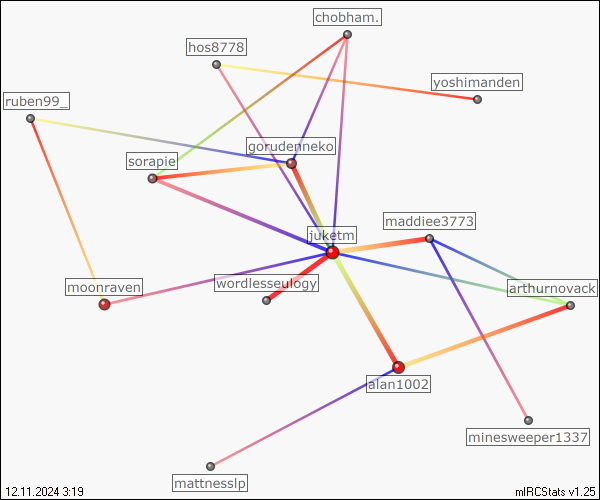 chobham.
hos8778
yoshimanden
ruben99_
gorudenneko
sorapie
maddiee3773
juketm
moonraven
wordlesseulogy
arthurnovack
alan1002
minesweeper1337
mattnesslp
12.11.2024 3:19
mIRCStats v1.25